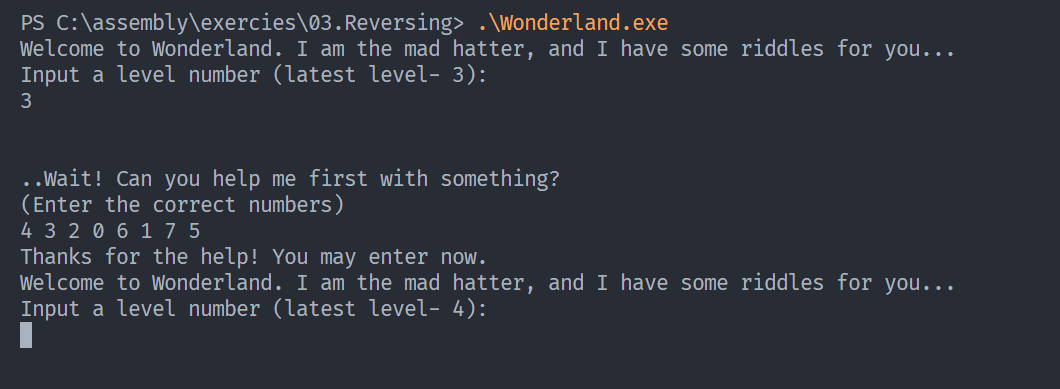 PS C:\assembly\exercies\03.Reversing> .\Wonderland.exe
Welcome to Wonderland. I am the mad hatter, and I have some riddles for you...
Input a level number (latest level- 3):
3
..Wait! Can you help me first with something?
(Enter the correct numbers)
4 3 2 0 6 1 7 5
Thanks for the help! You may enter now.
Welcome to Wonderland. I am the mad hatter, and I have some riddles for you...
Input a level number (latest level- 4):